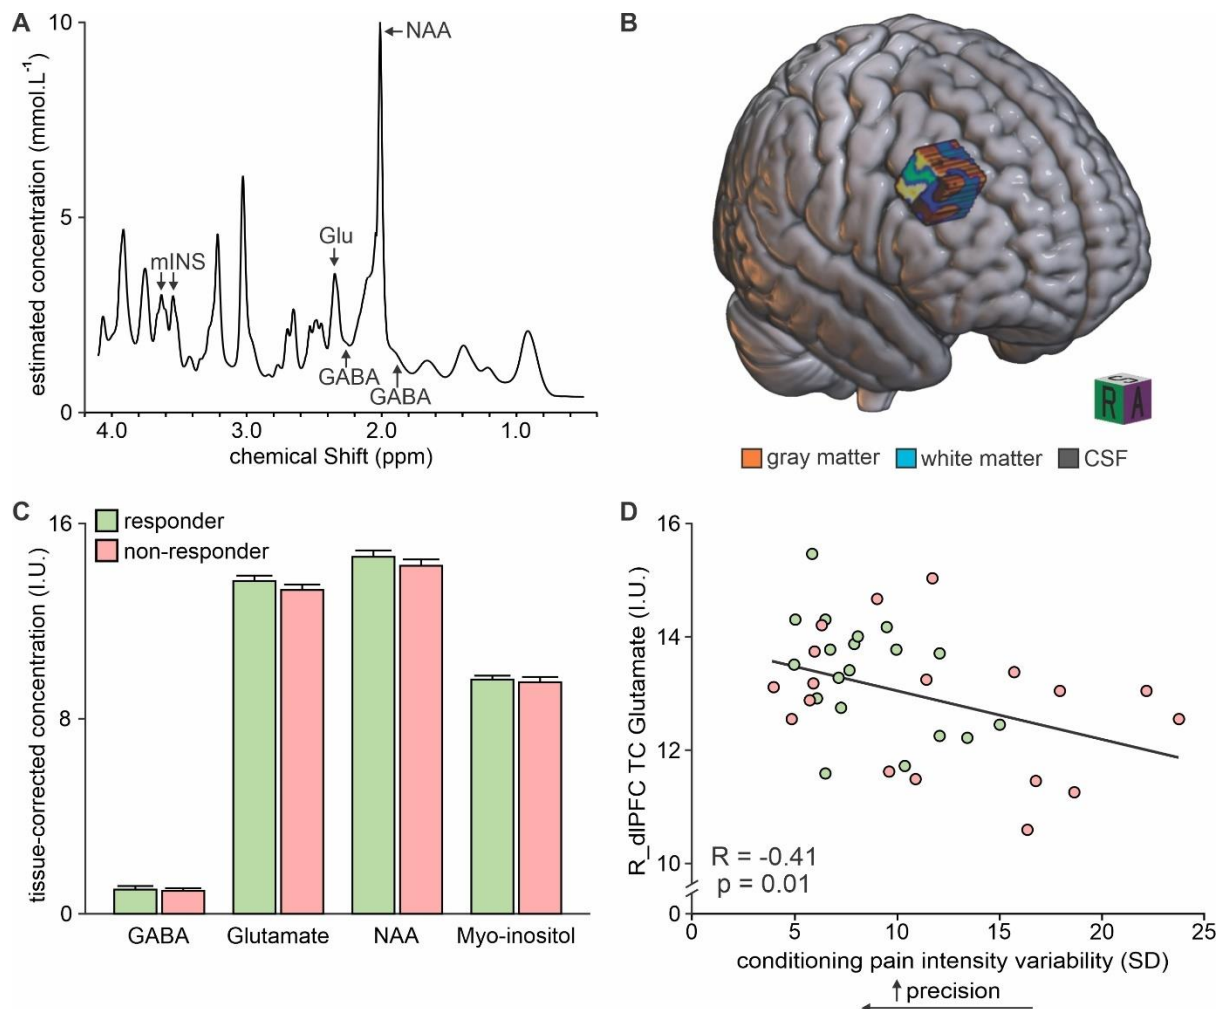 A
10
5
0
estimated concentration (mmol.L⁻¹)
NAA
Glu
mINS
GABA
GABA
4.0 3.0 2.0 1.0
chemical Shift (ppm)
B
S
R A
gray matter white matter CSF
C
responder
non-responder
16
8
0
tissue-corrected concentration (I.U.)
GABA Glutamate NAA Myo-inositol
D
16
14
12
10
0
R_dlPFC TC Glutamate (I.U.)
R = -0.41
p = 0.01
0 5 10 15 20 25
conditioning pain intensity variability (SD)
↑ precision